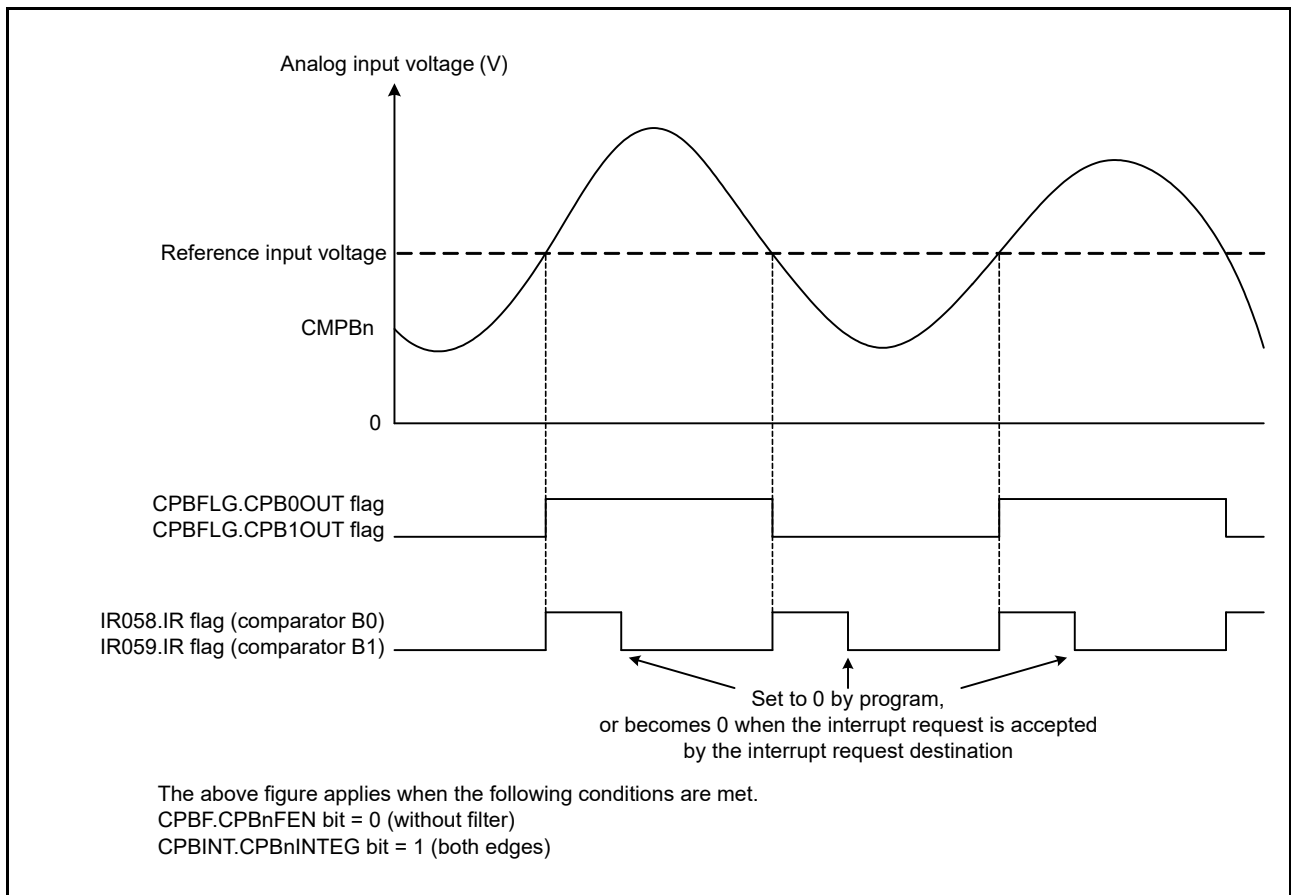 Analog input voltage (V)
Reference input voltage
CMPBn
0
CPBFLG.CPB0OUT flag
CPBFLG.CPB1OUT flag
IR058.IR flag (comparator B0)
IR059.IR flag (comparator B1)
Set to 0 by program,
or becomes 0 when the interrupt request is accepted
by the interrupt request destination
The above figure applies when the following conditions are met.
CPBF.CPBnFEN bit = 0 (without filter)
CPBINT.CPBnINTEG bit = 1 (both edges)